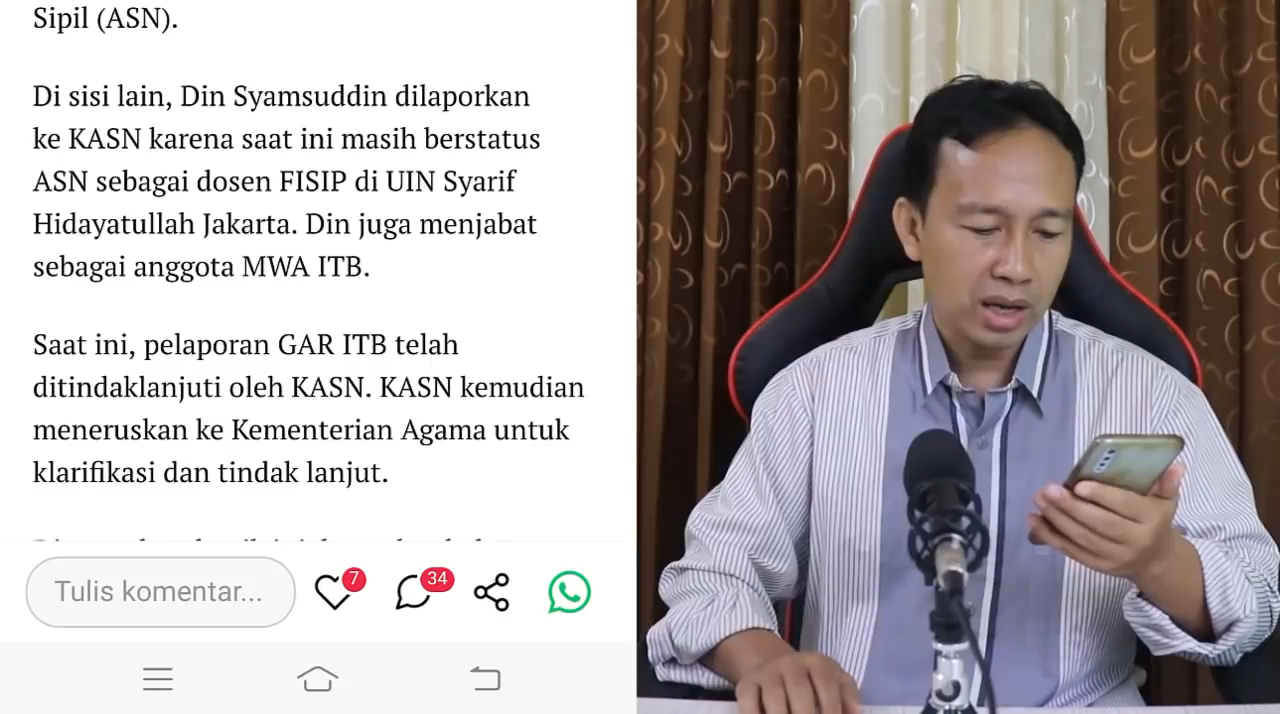 Sipil (ASN).
Di sisi lain, Din Syamsuddin dilaporkan
ke KASN karena saat ini masih berstatus
ASN sebagai dosen FISIP di UIN Syarif
Hidayatullah Jakarta. Din juga menjabat
sebagai anggota MWA ITB.
Saat ini, pelaporan GAR ITB telah
ditindaklanjuti oleh KASN. KASN kemudian
meneruskan ke Kementerian Agama untuk
klarifikasi dan tindak lanjut.
Tulis komentar...
7
34